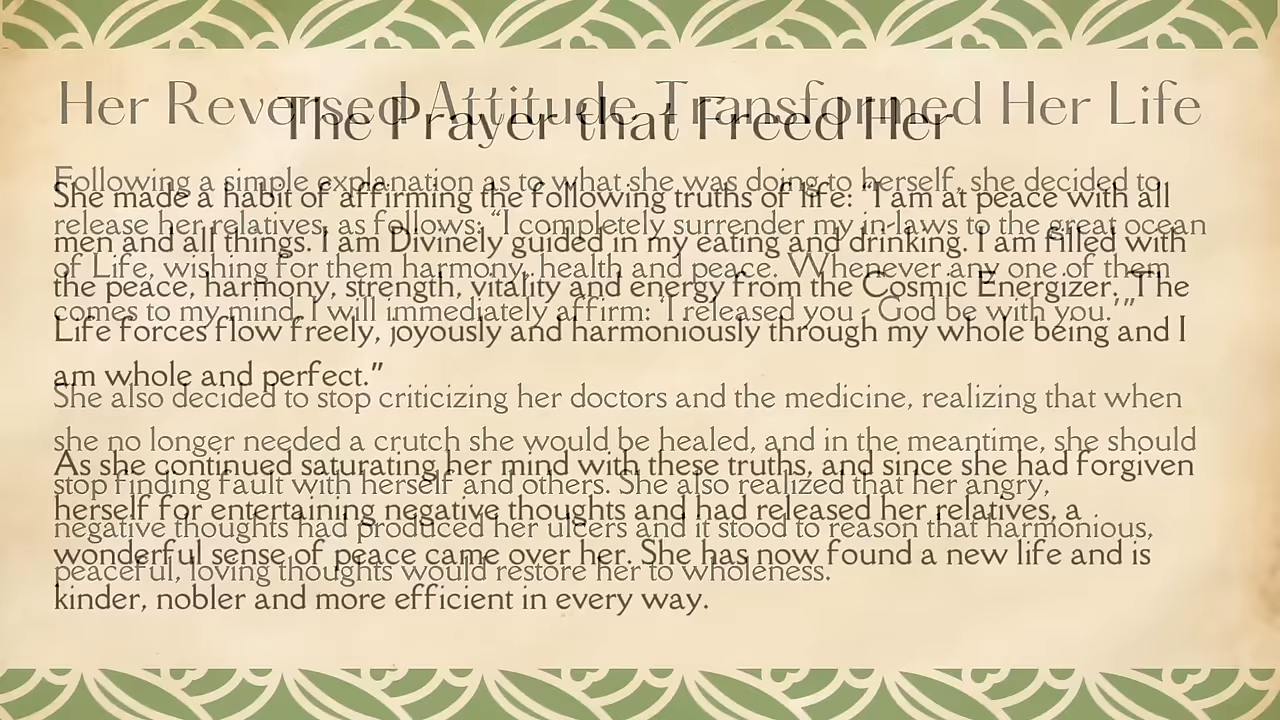 Her Reversed Attitude Transformed Her Life
Following a simple explanation as to what she was doing to herself, she decided to
release her relatives, as follows: “I completely surrender my in-laws to the great ocean
of Life, wishing for them harmony, health and peace. Whenever any one of them
comes to my mind, I will immediately affirm: ‘I released you - God be with you.’”
She also decided to stop criticizing her doctors and the medicine, realizing that when
she no longer needed a crutch she would be healed, and in the meantime, she should
stop finding fault with herself and others. She also realized that her angry,
negative thoughts had produced her ulcers and it stood to reason that harmonious,
peaceful, loving thoughts would restore her to wholeness.
The Prayer that Freed Her
She made a habit of affirming the following truths of life: “I am at peace with all
men and all things. I am Divinely guided in my eating and drinking. I am filled with
the peace, harmony, strength, vitality and energy from the Cosmic Energizer. The
Life forces flow freely, joyously and harmoniously through my whole being and I
am whole and perfect.”
As she continued saturating her mind with these truths, and since she had forgiven
herself for entertaining negative thoughts and had released her relatives, a
wonderful sense of peace came over her. She has now found a new life and is
kinder, nobler and more efficient in every way.